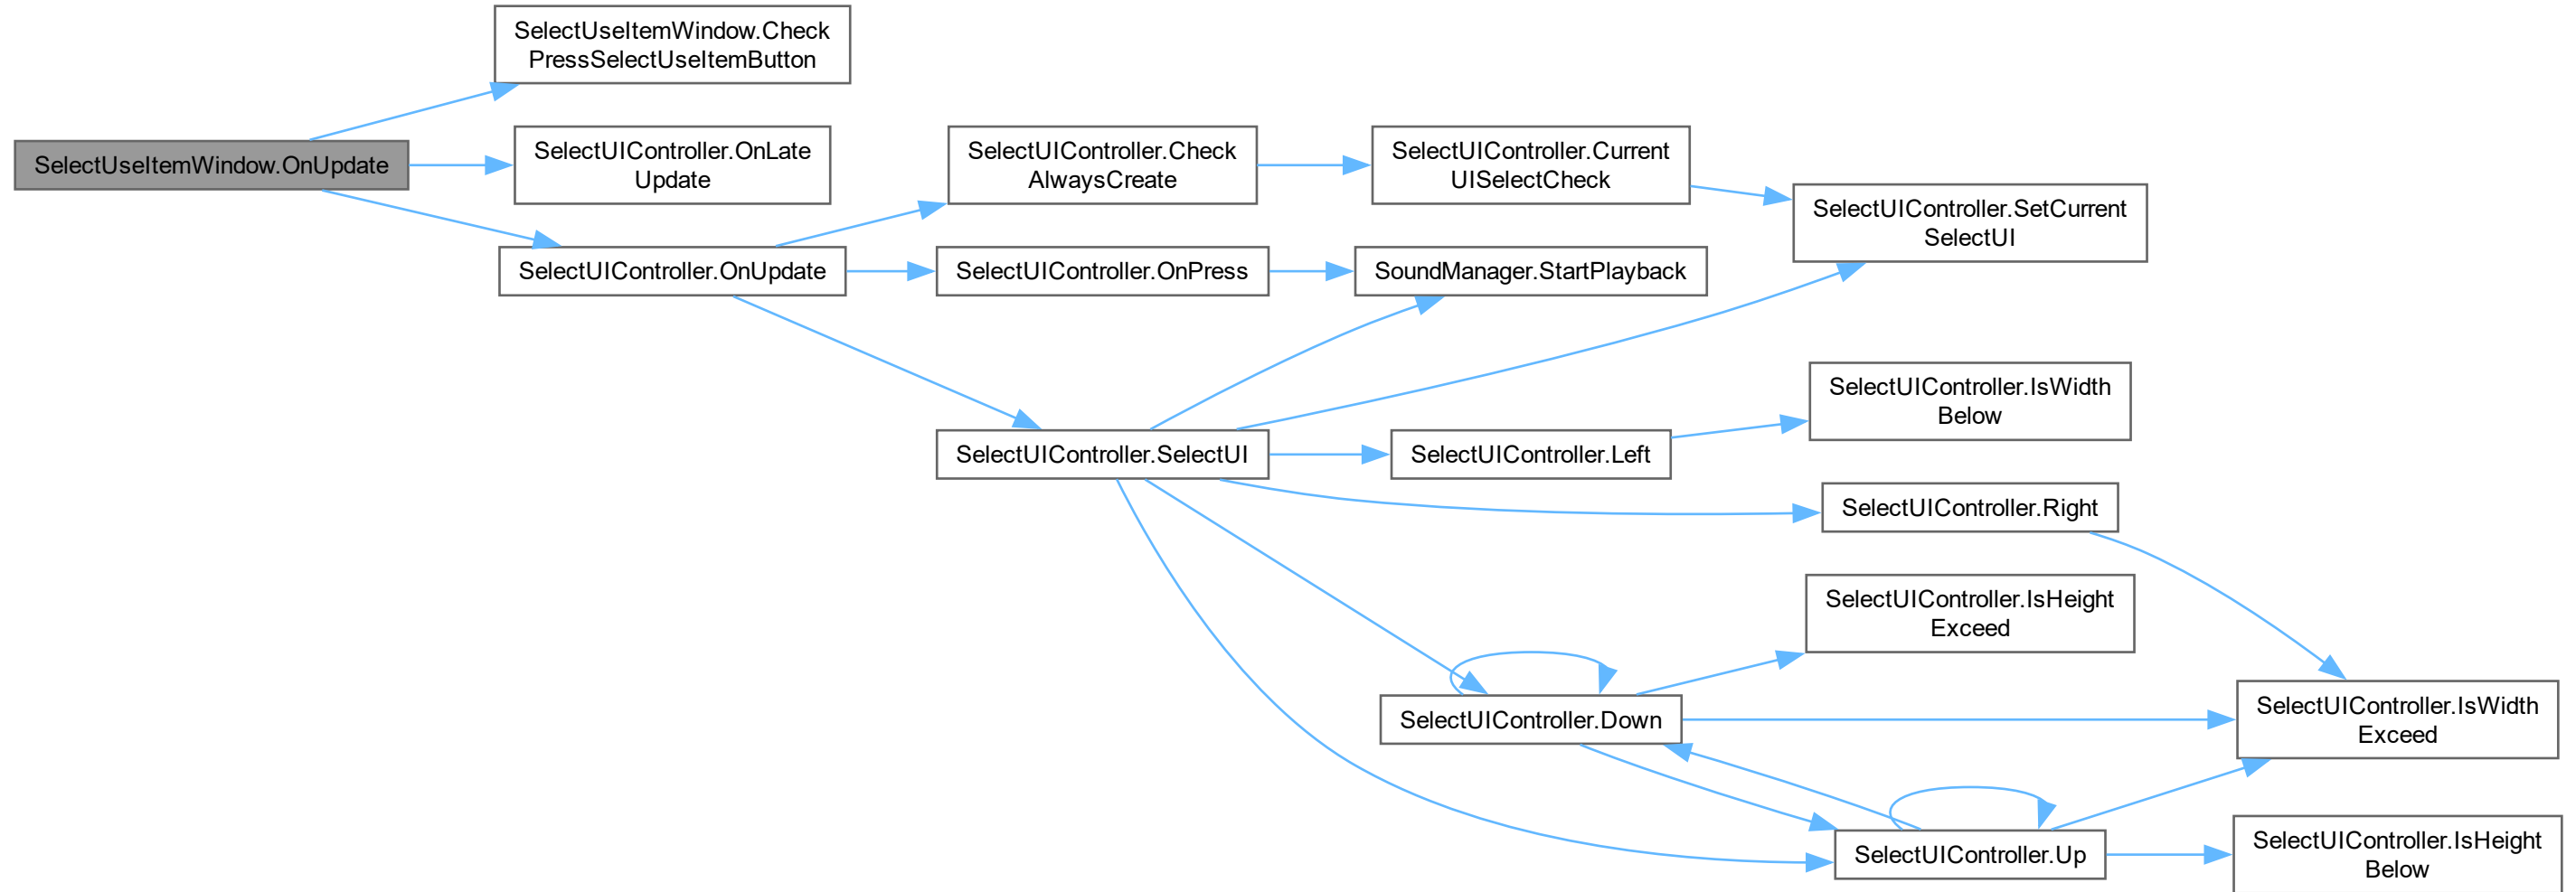 SelectUseItemWindow.OnUpdate
SelectUseItemWindow.Check
PressSelectUseItemButton
SelectUIController.OnLate
Update
SelectUIController.OnUpdate
SelectUIController.Check
AlwaysCreate
SelectUIController.Current
UISelectCheck
SelectUIController.SetCurrent
SelectUI
SelectUIController.OnPress
SoundManager.StartPlayback
SelectUIController.SelectUI
SelectUIController.Left
SelectUIController.IsWidth
Below
SelectUIController.Right
SelectUIController.IsHeight
Exceed
SelectUIController.Down
SelectUIController.IsWidth
Exceed
SelectUIController.Up
SelectUIController.IsHeight
Below